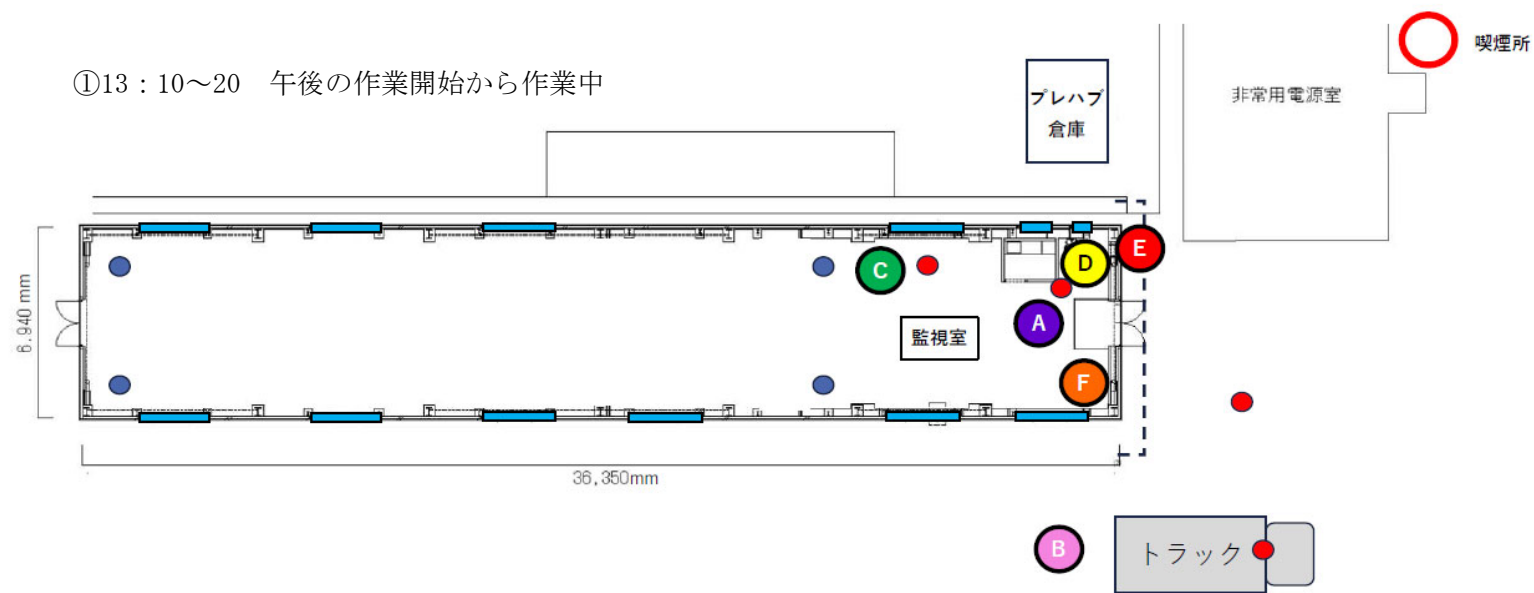 喫煙所
①13：10～20　午後の作業開始から作業中
プレハブ
倉庫
非常用電源室
E
D
C
A
監視室
F
6.940 mm
36,350mm
B
トラック